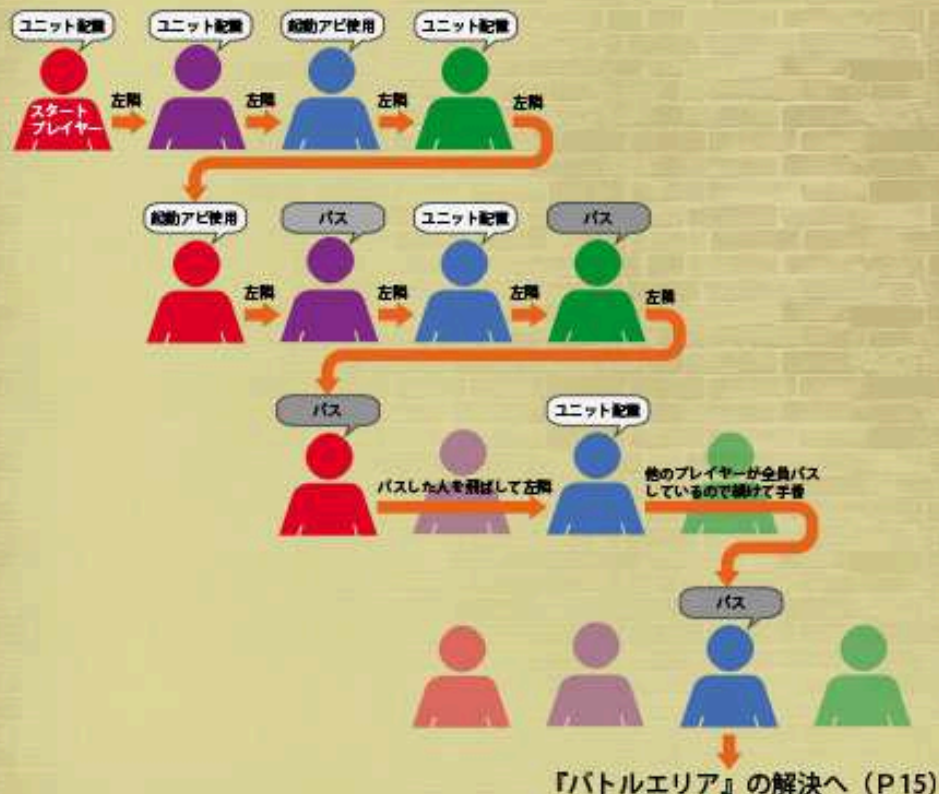 ユニット配置
ユニット配置
起動アビ使用
ユニット配置
スタート
プレイヤー
左隣
左隣
左隣
左隣
起動アビ使用
パス
ユニット配置
パス
左隣
左隣
左隣
左隣
パス
ユニット配置
パスした人を飛ばして左隣
他のプレイヤーが全員パス
しているので続けて手番
パス
『バトルエリア』の解決へ（P15）